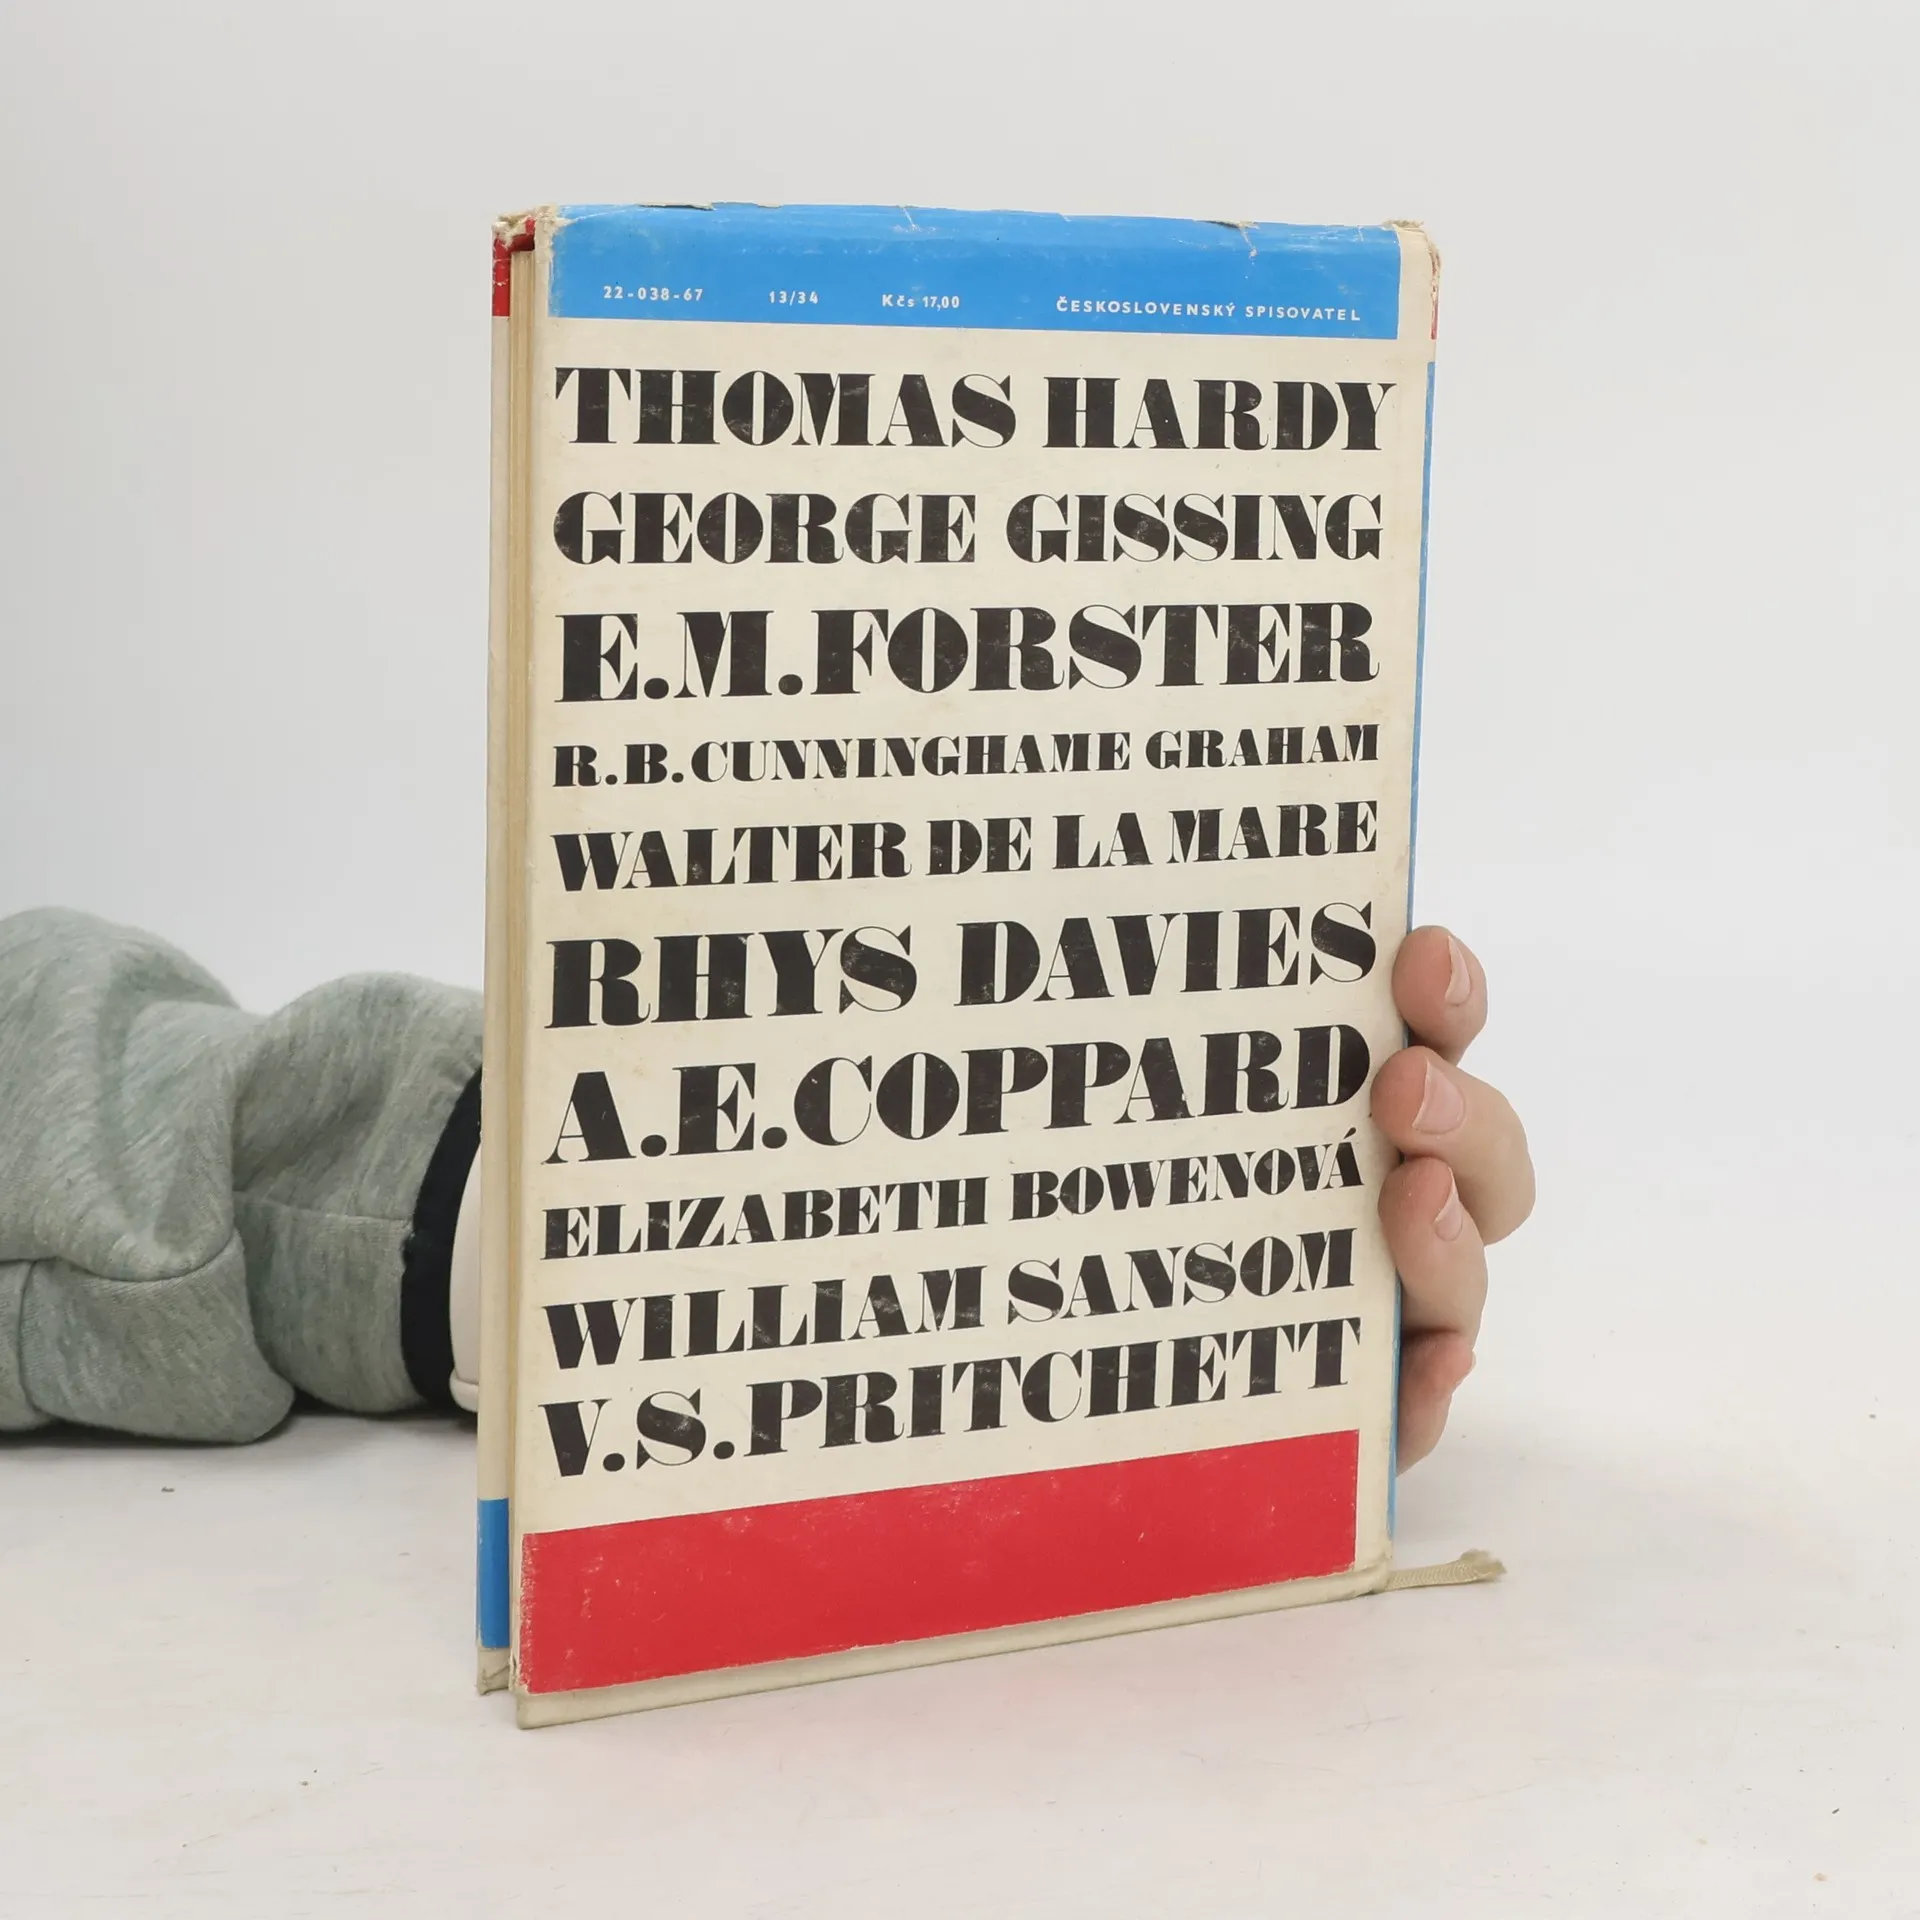 22-038-67 13/34 Kčs 17,00 ČESKOSLOVENSKÝ SPISOVATEL
THOMAS HARDY
GEORGE GISSING
E.M.FORSTER
R.B.CUNNINGHAME GRAHAM
WALTER DE LA MARE
RHYS DAVIES
A.E.COPPARD
ELIZABETH BOWENOVÁ
WILLIAM SANSOM
V.S.PRITCHETT